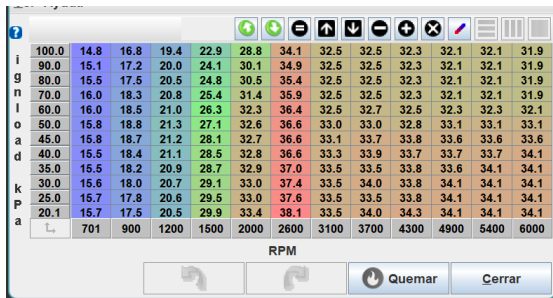 100.0 14.8 16.8 19.4 22.9 28.8 34.1 32.5 32.5 32.3 32.1 32.1 31.9
90.0 15.1 17.2 20.0 24.1 30.1 34.9 32.5 32.5 32.3 32.1 32.1 31.9
80.0 15.5 17.5 20.5 24.8 30.5 35.4 32.5 32.5 32.3 32.1 32.1 31.9
70.0 16.0 18.3 20.8 25.4 31.4 35.9 32.5 32.5 32.3 32.1 32.1 31.9
60.0 16.0 18.5 21.0 26.3 32.3 36.4 32.5 32.7 32.5 32.3 32.3 32.1
50.0 15.8 18.8 21.3 27.1 32.6 36.6 33.0 33.0 32.8 33.1 33.1 33.1
45.0 15.8 18.7 21.2 28.1 32.7 36.6 33.1 33.7 33.8 33.6 33.6 33.6
40.0 15.5 18.4 21.1 28.5 32.8 36.6 33.3 33.9 33.7 33.7 33.7 34.1
35.0 15.5 18.2 20.9 28.7 32.9 37.0 33.5 33.5 33.8 33.6 34.1 34.1
30.0 15.6 18.0 20.7 29.1 33.0 37.4 33.5 34.0 33.8 34.1 34.1 34.1
25.0 15.7 17.8 20.6 29.5 33.0 37.6 33.5 33.5 33.8 34.1 34.1 34.1
20.1 15.7 17.5 20.5 29.9 33.4 38.1 33.5 34.0 34.3 34.1 34.1 34.1
701 900 1200 1500 2000 2600 3100 3700 4300 4900 5400 6000
ignload kPa
RPM
Quemar Cerrar